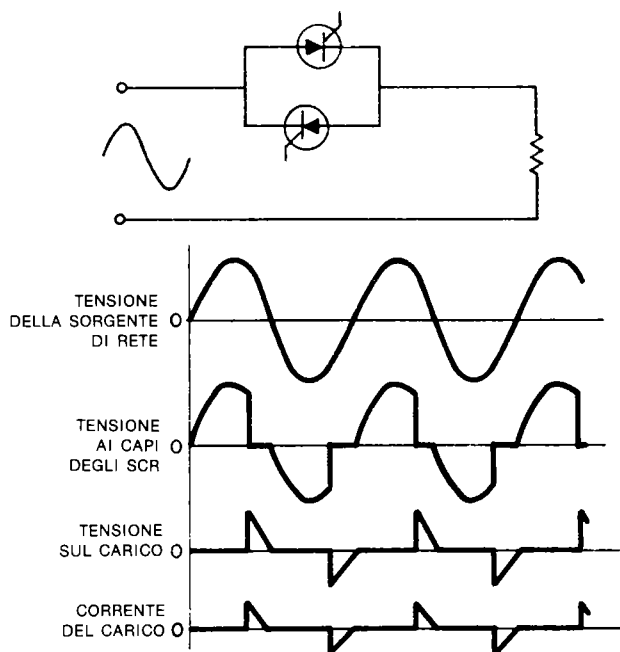 TENSIONE
DELLA SORGENTE 0
DI RETE
TENSIONE
AI CAPI 0
DEGLI SCR
TENSIONE
SUL CARICO 0
CORRENTE
DEL CARICO 0